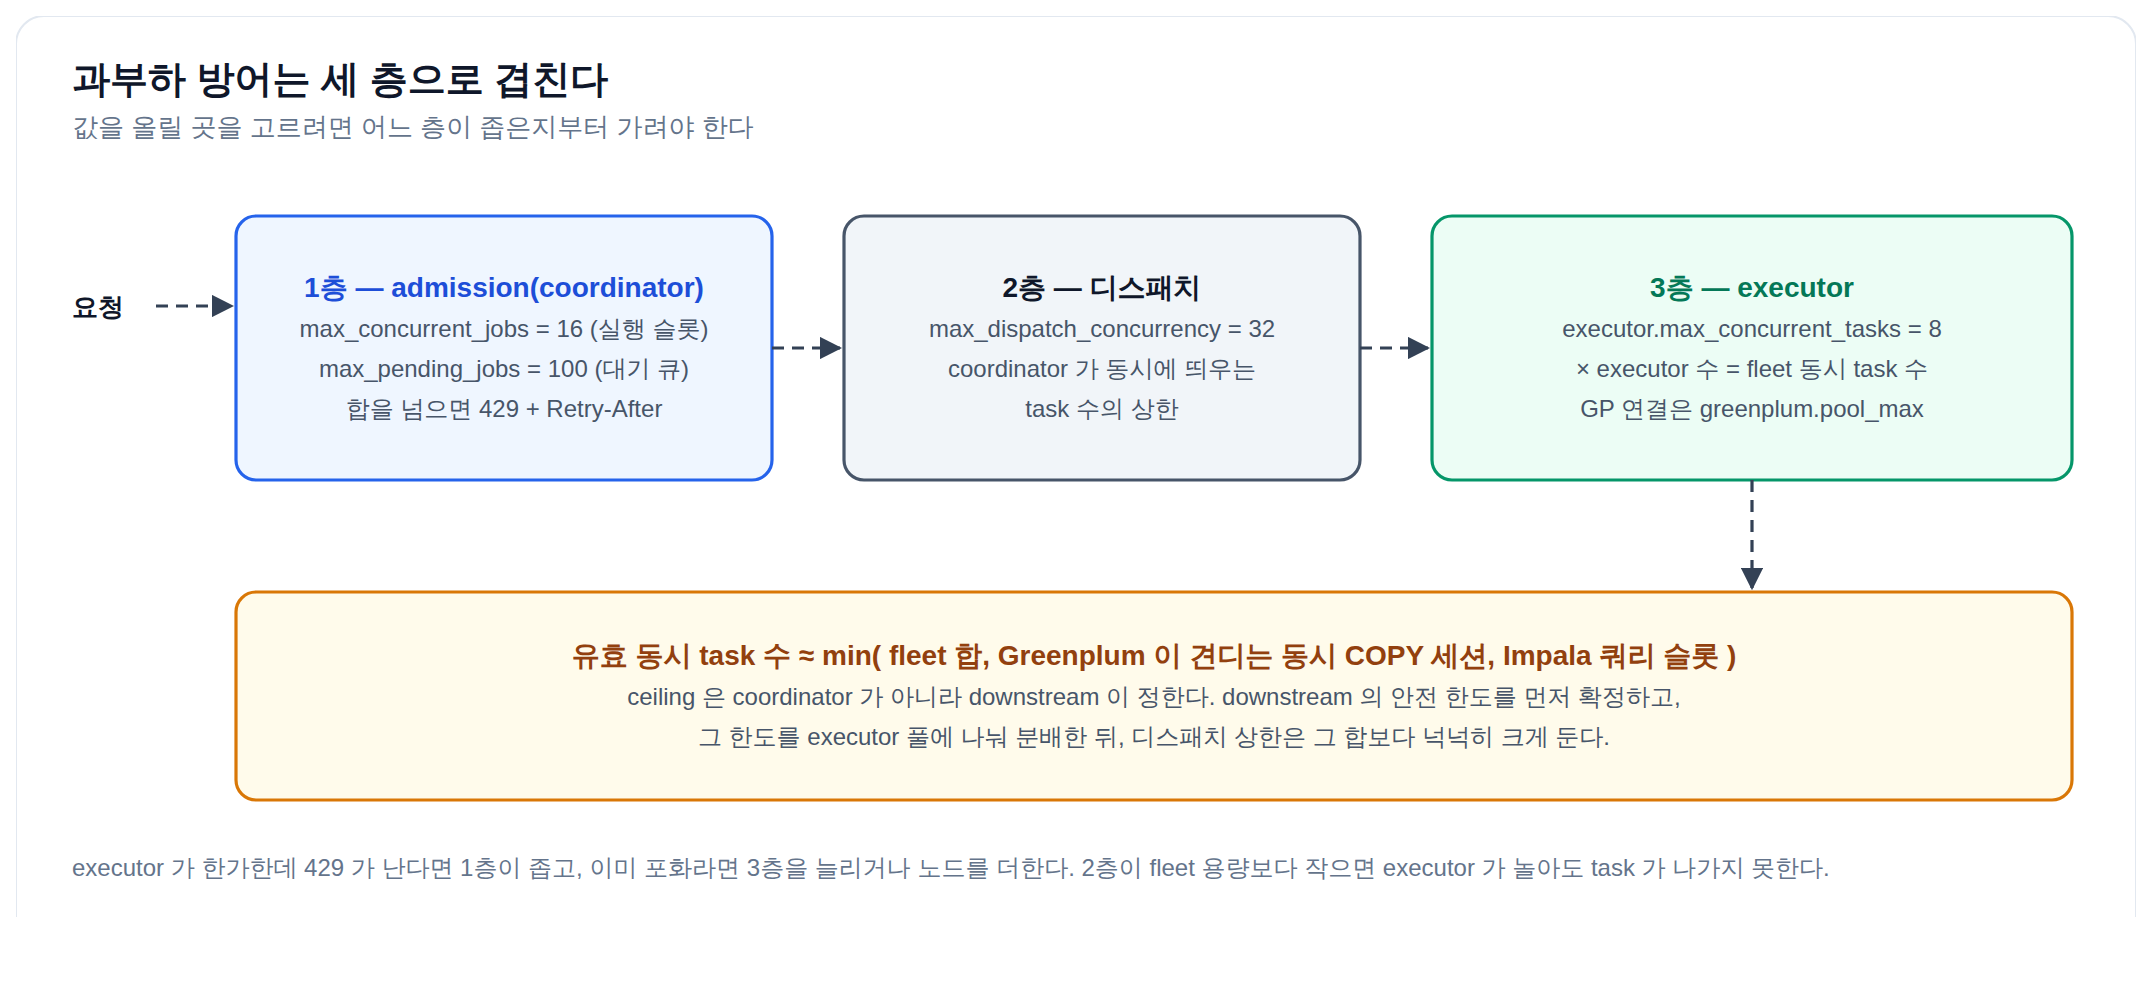 과부하 방어는 세 층으로 겹친다
값을 올릴 곳을 고르려면 어느 층이 좁은지부터 가려야 한다
요청
1층 — admission(coordinator)
max_concurrent_jobs = 16 (실행 슬롯)
max_pending_jobs = 100 (대기 큐)
합을 넘으면 429 + Retry-After
2층 — 디스패치
max_dispatch_concurrency = 32
coordinator 가 동시에 띄우는
task 수의 상한
3층 — executor
executor.max_concurrent_tasks = 8
× executor 수 = fleet 동시 task 수
GP 연결은 greenplum.pool_max
유효 동시 task 수 ≈ min( fleet 합, Greenplum 이 견디는 동시 COPY 세션, Impala 쿼리 슬롯 )
ceiling 은 coordinator 가 아니라 downstream 이 정한다. downstream 의 안전 한도를 먼저 확정하고,
그 한도를 executor 풀에 나눠 분배한 뒤, 디스패치 상한은 그 합보다 넉넉히 크게 둔다.
executor 가 한가한데 429 가 난다면 1층이 좁고, 이미 포화라면 3층을 늘리거나 노드를 더한다. 2층이 fleet 용량보다 작으면 executor 가 놀아도 task 가 나가지 못한다.